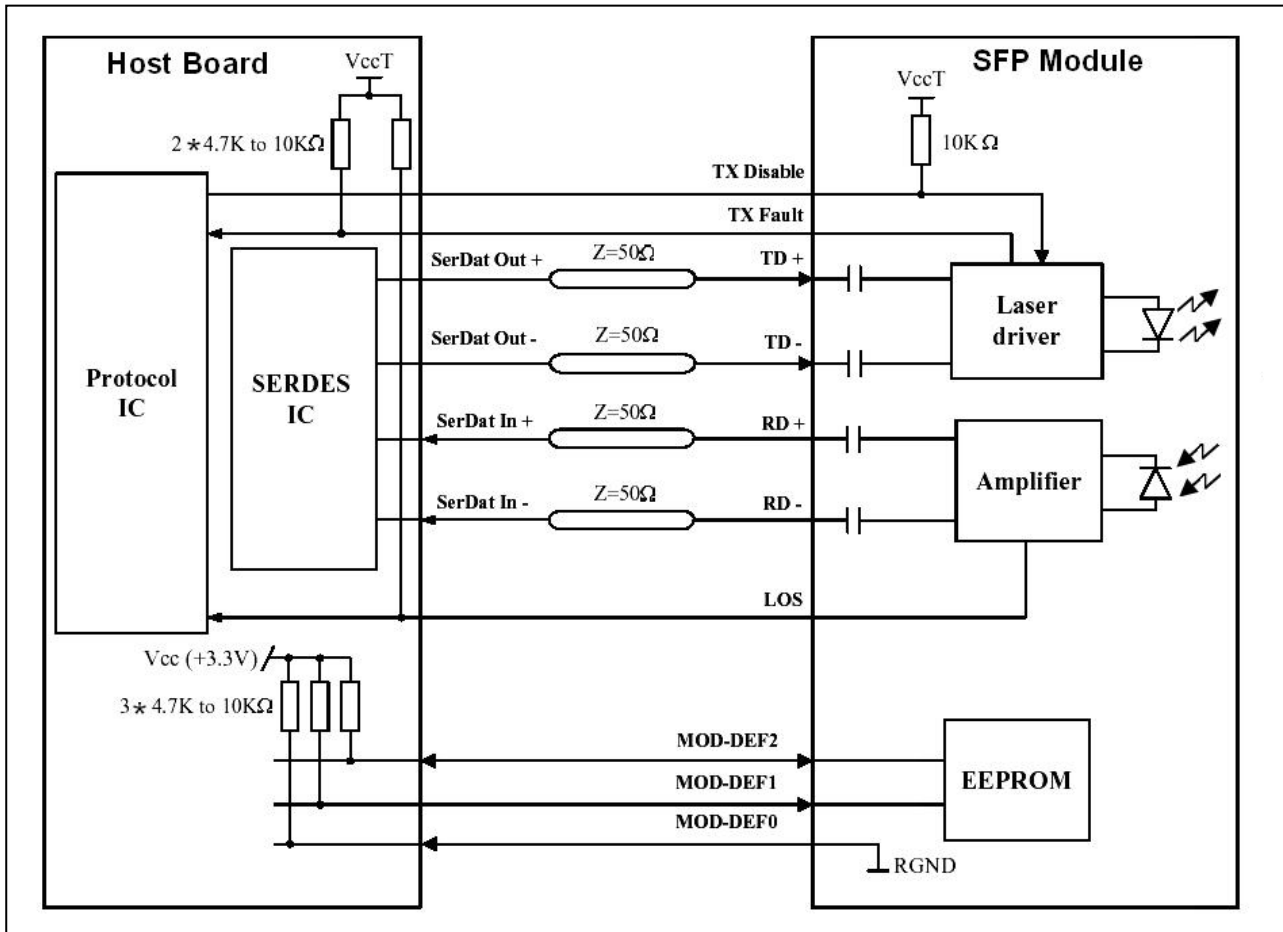 Host Board
SFP Module
VccT
VccT
2*4.7K to 10KΩ
10KΩ
TX Disable
TX Fault
SerDat Out +
Z=50Ω
TD +
Laser driver
SerDat Out -
Z=50Ω
TD -
Protocol IC
SERDES IC
SerDat In +
Z=50Ω
RD +
Amplifier
SerDat In -
Z=50Ω
RD -
LOS
Vcc (+3.3V)
3*4.7K to 10KΩ
MOD-DEF2
EEPROM
MOD-DEF1
MOD-DEF0
RGND